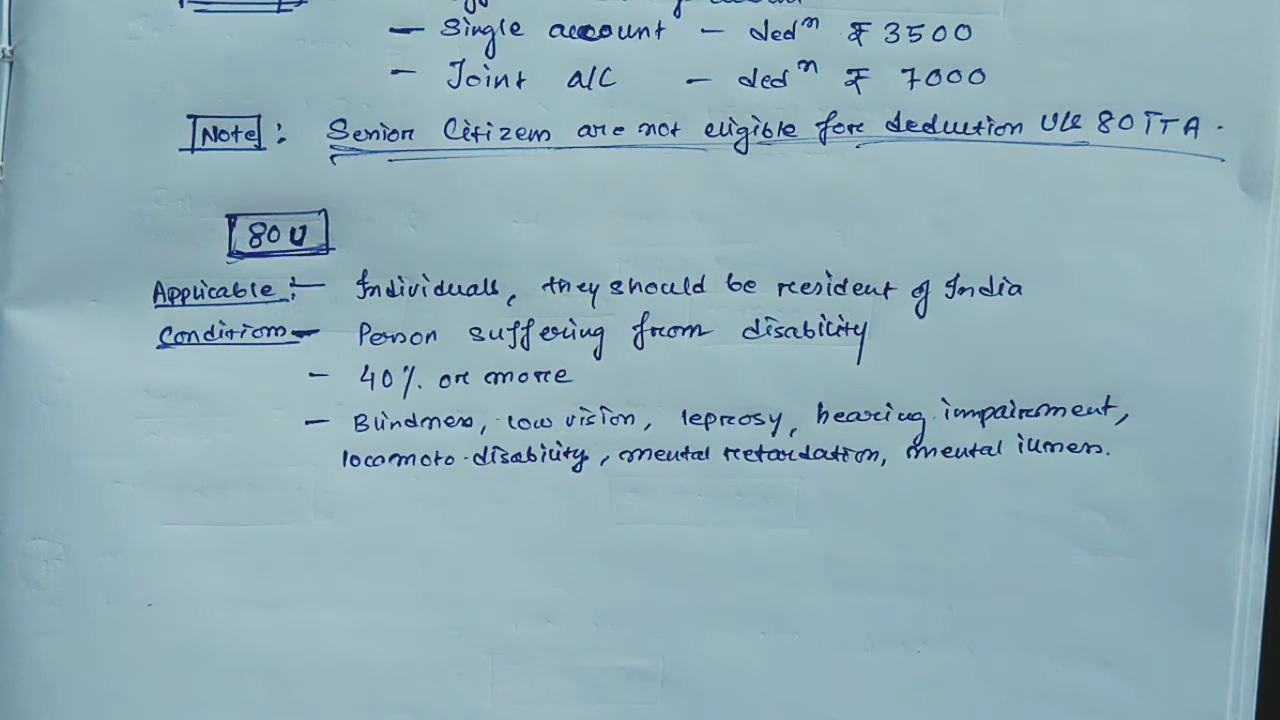 - Single account - dedn ₹ 3500
- Joint a/c - dedn ₹ 7000
Note : Senior Citizen are not eligible for deduction U/s 80TTA.
80 U
Applicable :- Individuals, they should be resident of India
Condition - Person suffering from disability
- 40% or more
- Blindness, low vision, leprosy, hearing impairment,
locomoto disability, mental retardation, mental illness.